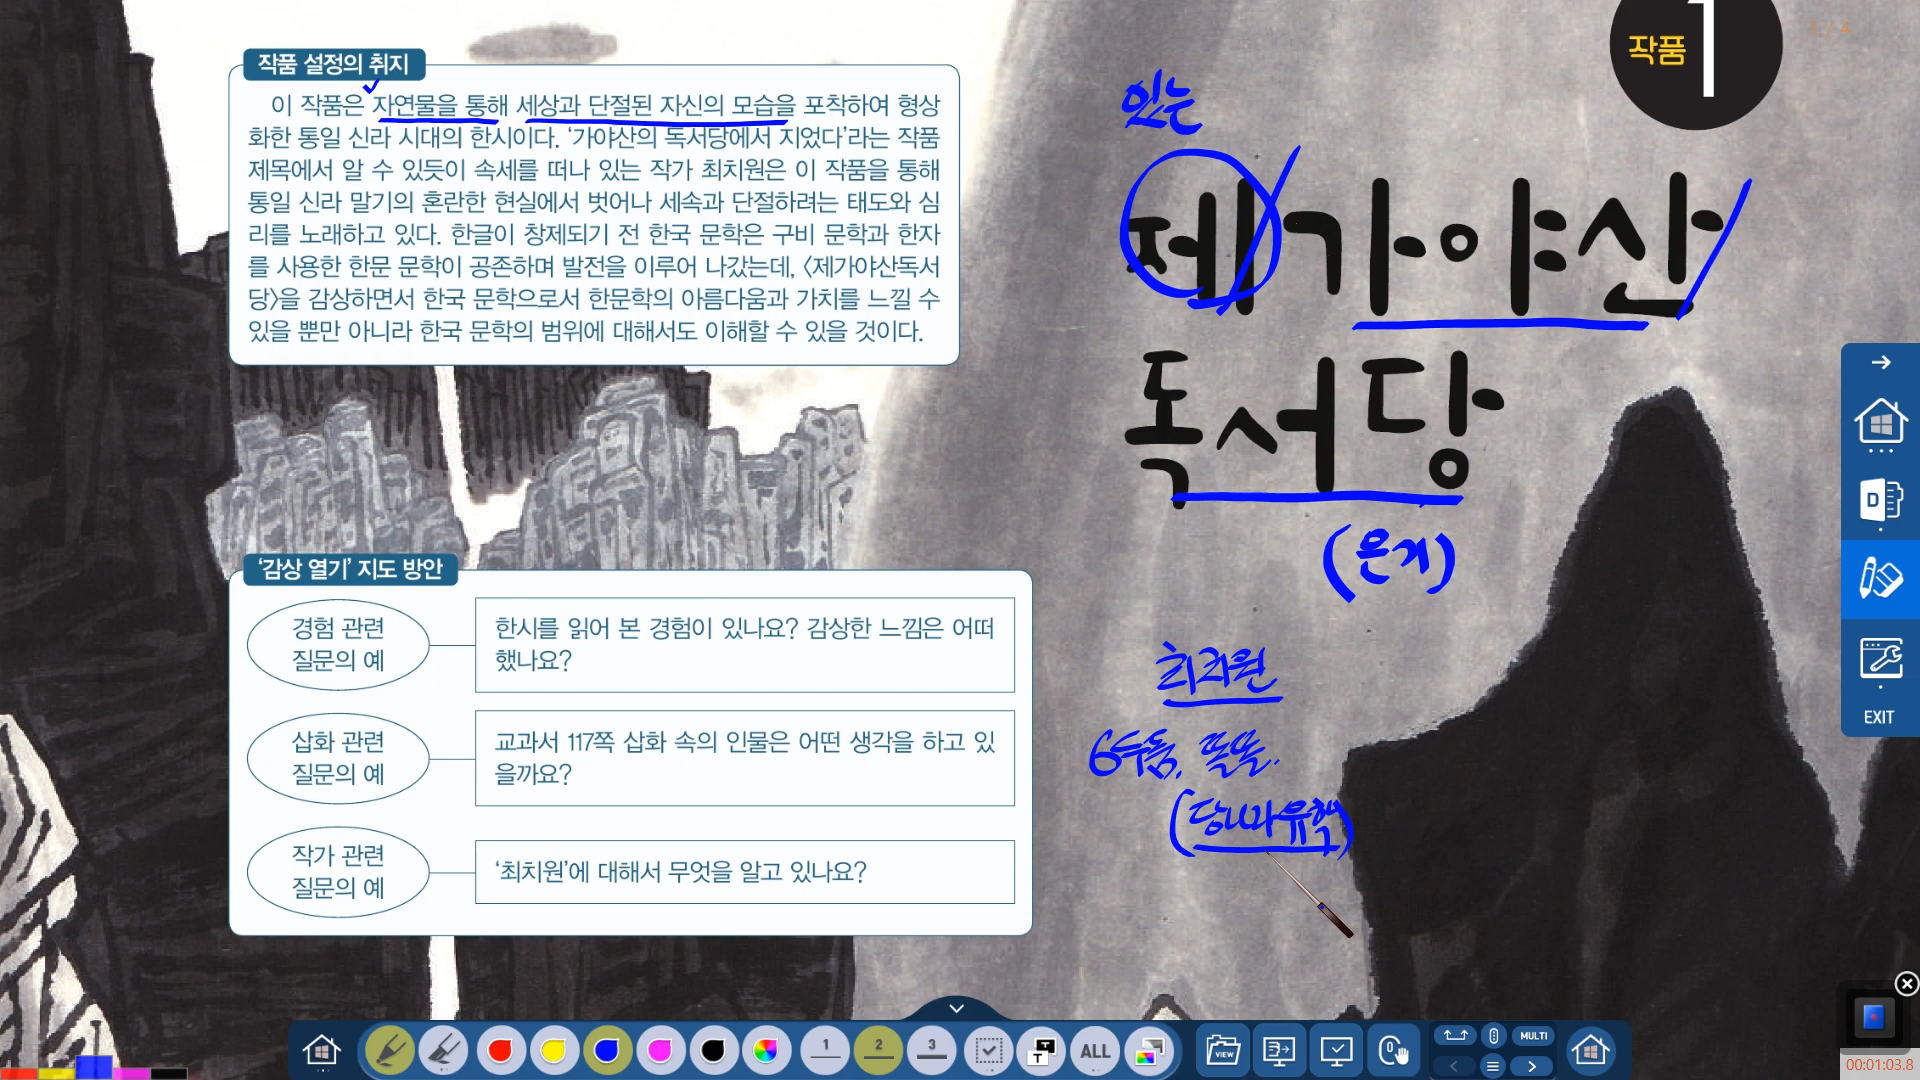 작품 설정의 취지
이 작품은 자연물을 통해 세상과 단절된 자신의 모습을 포착하여 형상
화한 통일 신라 시대의 한시이다. ‘가야산의 독서당에서 지었다’라는 작품
제목에서 알 수 있듯이 속세를 떠나 있는 작가 최치원은 이 작품을 통해
통일 신라 말기의 혼란한 현실에서 벗어나 세속과 단절하려는 태도와 심
리를 노래하고 있다. 한글이 창제되기 전 한국 문학은 구비 문학과 한자
를 사용한 한문 문학이 공존하며 발전을 이루어 나갔는데, 〈제가야산독서
당〉을 감상하면서 한국 문학으로서 한문학의 아름다움과 가치를 느낄 수
있을 뿐만 아니라 한국 문학의 범위에 대해서도 이해할 수 있을 것이다.
‘감상 열기’ 지도 방안
경험 관련
질문의 예
한시를 읽어 본 경험이 있나요? 감상한 느낌은 어떠
했나요?
삽화 관련
질문의 예
교과서 117쪽 삽화 속의 인물은 어떤 생각을 하고 있
을까요?
작가 관련
질문의 예
‘최치원’에 대해서 무엇을 알고 있나요?
작품 1
1 / 4
제가야산
독서당
(은거)
최치원
6두품, 똘똘.
(당나라 유학)
D
EXIT
1 2 3
T
T
ALL
VIEW
MULTI
00:01:03.8